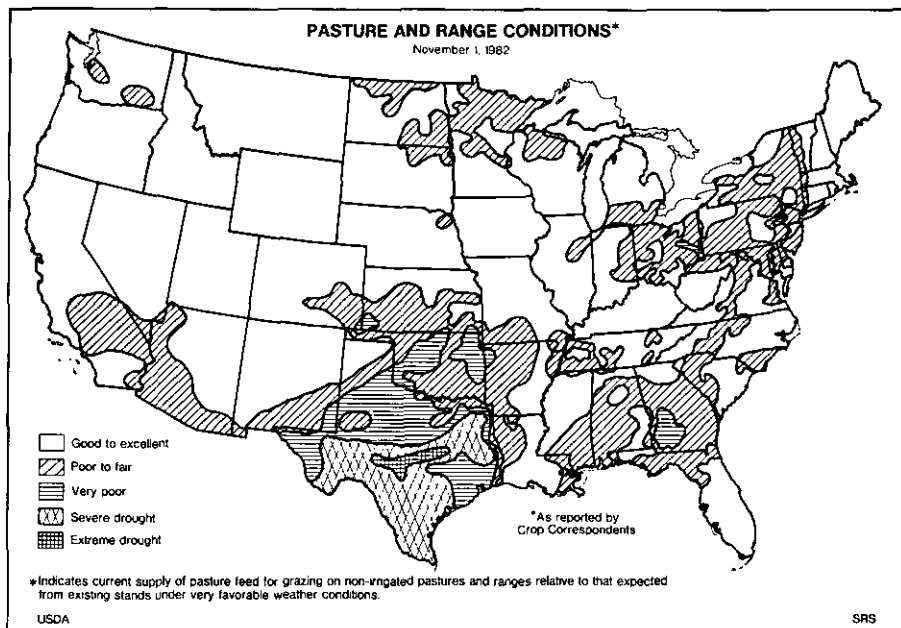 PASTURE AND RANGE CONDITIONS*
November 1, 1982
Good to excellent
Poor to fair
Very poor
Severe drought
Extreme drought
*As reported by
Crop Correspondents
*Indicates current supply of pasture feed for grazing on non-irrigated pastures and ranges relative to that expected
from existing stands under very favorable weather conditions.
USDA
SRS